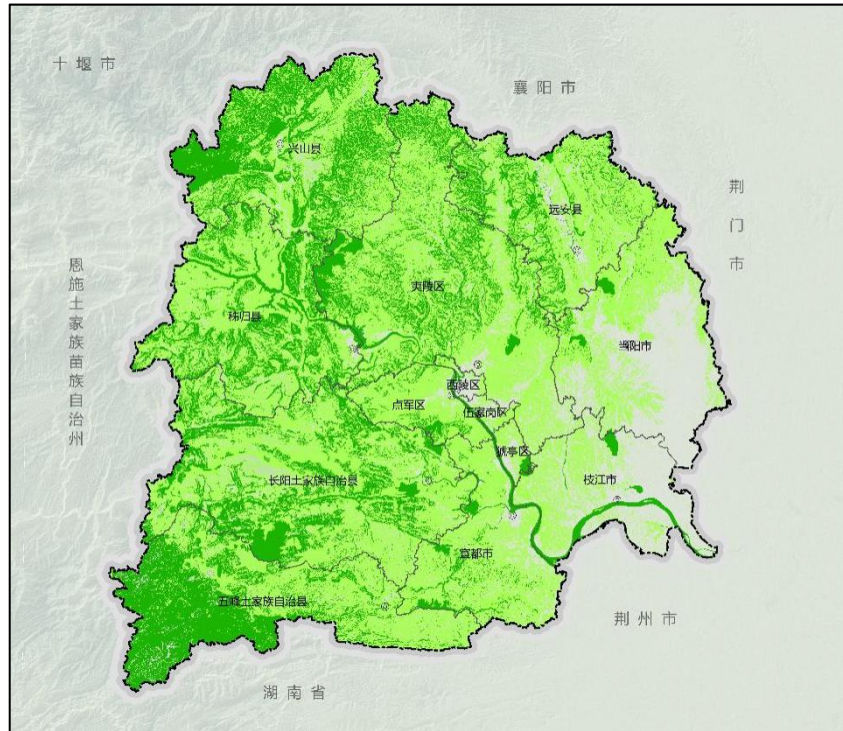 十堰市
襄阳市
兴山县
荆门市
远安县
恩施土家族苗族自治州
夷陵区
秭归县
当阳市
西陵区
点军区
伍家岗区
猇亭区
长阳土家族自治县
枝江市
宜都市
五峰土家族自治县
荆州市
湖南省